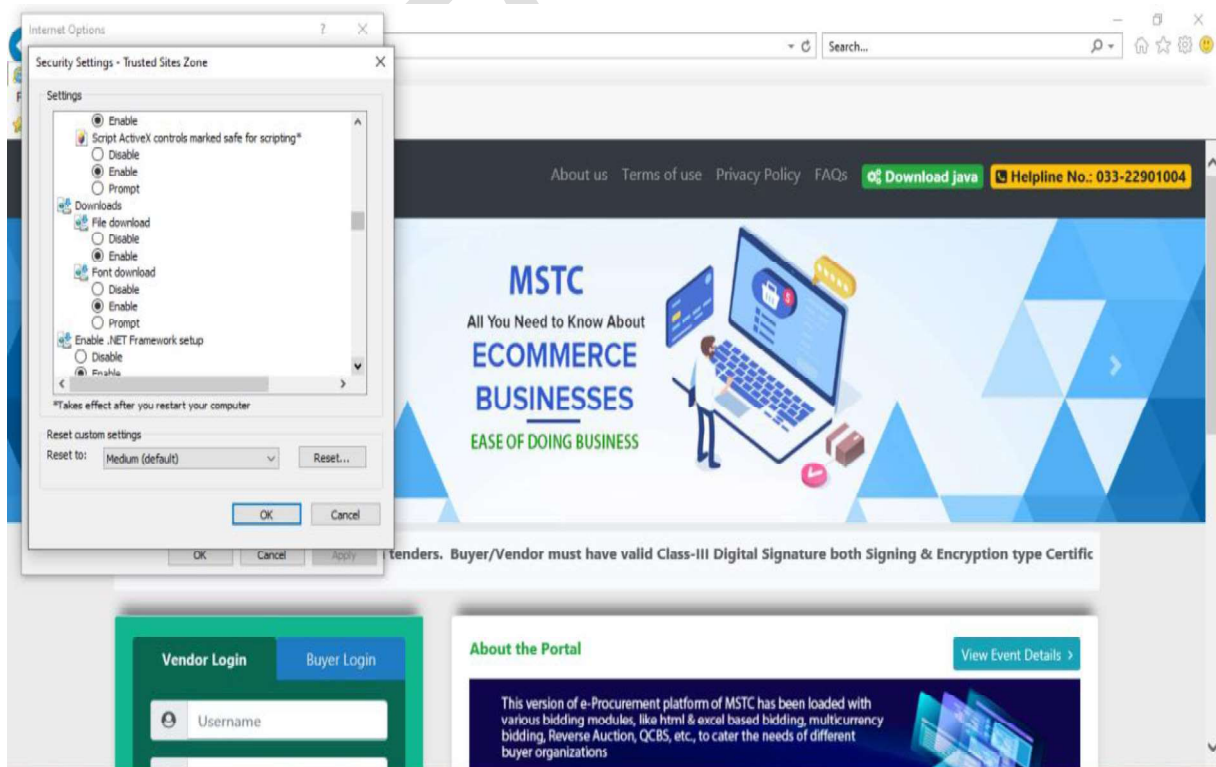 Internet Options
Search...
Security Settings - Trusted Sites Zone
Settings
Enable
Script ActiveX controls marked safe for scripting*
Disable
Enable
Prompt
Downloads
File download
Disable
Enable
Font download
Disable
Enable
Prompt
Enable .NET Framework setup
Disable
Enable
*Takes effect after you restart your computer
Reset custom settings
Reset to: Medium (default) Reset...
OK Cancel
OK Cancel Apply
About us Terms of use Privacy Policy FAQs Download java Helpline No.: 033-22901004
MSTC
All You Need to Know About
ECOMMERCE
BUSINESSES
EASE OF DOING BUSINESS
tenders. Buyer/Vendor must have valid Class-III Digital Signature both Signing & Encryption type Certific
Vendor Login Buyer Login
Username
About the Portal
View Event Details >
This version of e-Procurement platform of MSTC has been loaded with
various bidding modules, like html & excel based bidding, multicurrency
bidding, Reverse Auction, QCBS, etc., to cater the needs of different
buyer organizations